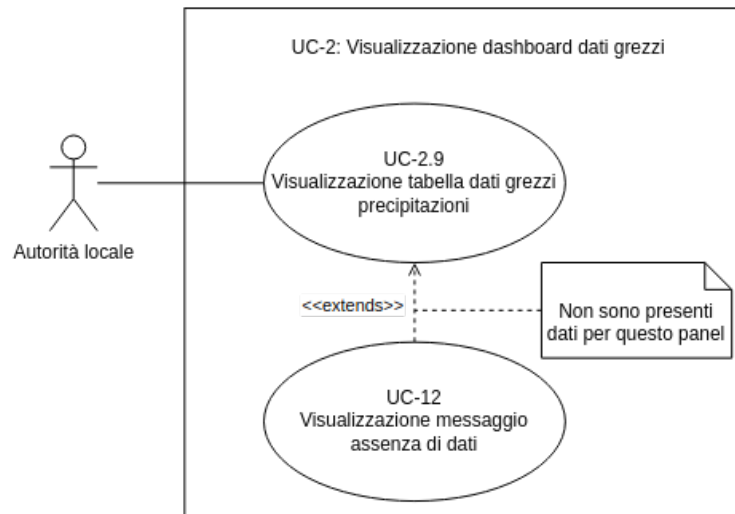 UC-2: Visualizzazione dashboard dati grezzi
UC-2.9
Visualizzazione tabella dati grezzi
precipitazioni
Autorità locale
<<extends>>
Non sono presenti
dati per questo panel
UC-12
Visualizzazione messaggio
assenza di dati